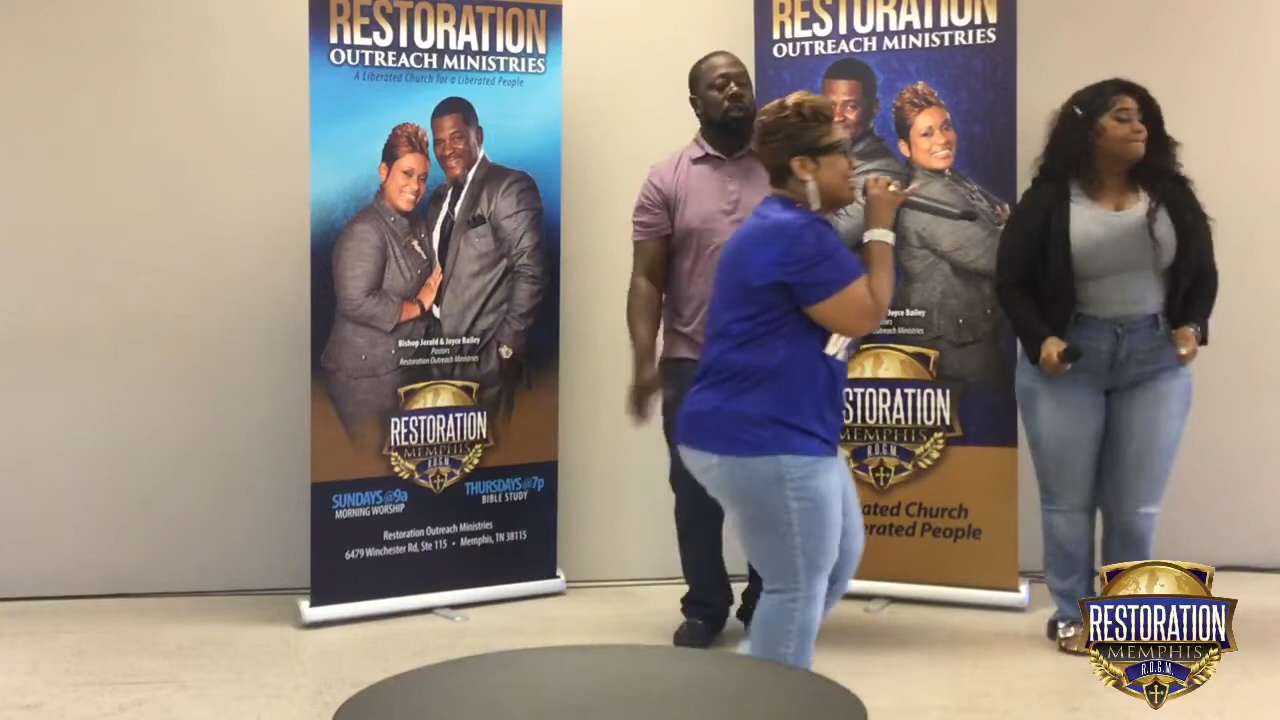 RESTORATION
OUTREACH MINISTRIES
A Liberated Church for a Liberated People
Bishop Jerald & Joyce Bailey
Pastors
Restoration Outreach Ministries
RESTORATION
MEMPHIS
R.O.G.M.
SUNDAYS @9a
MORNING WORSHIP
THURSDAYS @7p
BIBLE STUDY
Restoration Outreach Ministries
6479 Winchester Rd, Ste 115 • Memphis, TN 38115
RESTORATION
OUTREACH MINISTRIES
Joyce Bailey
Outreach Ministries
STORATION
MEMPHIS
R.O.G.M.
ated Church
erated People
RESTORATION
MEMPHIS
R.O.G.M.